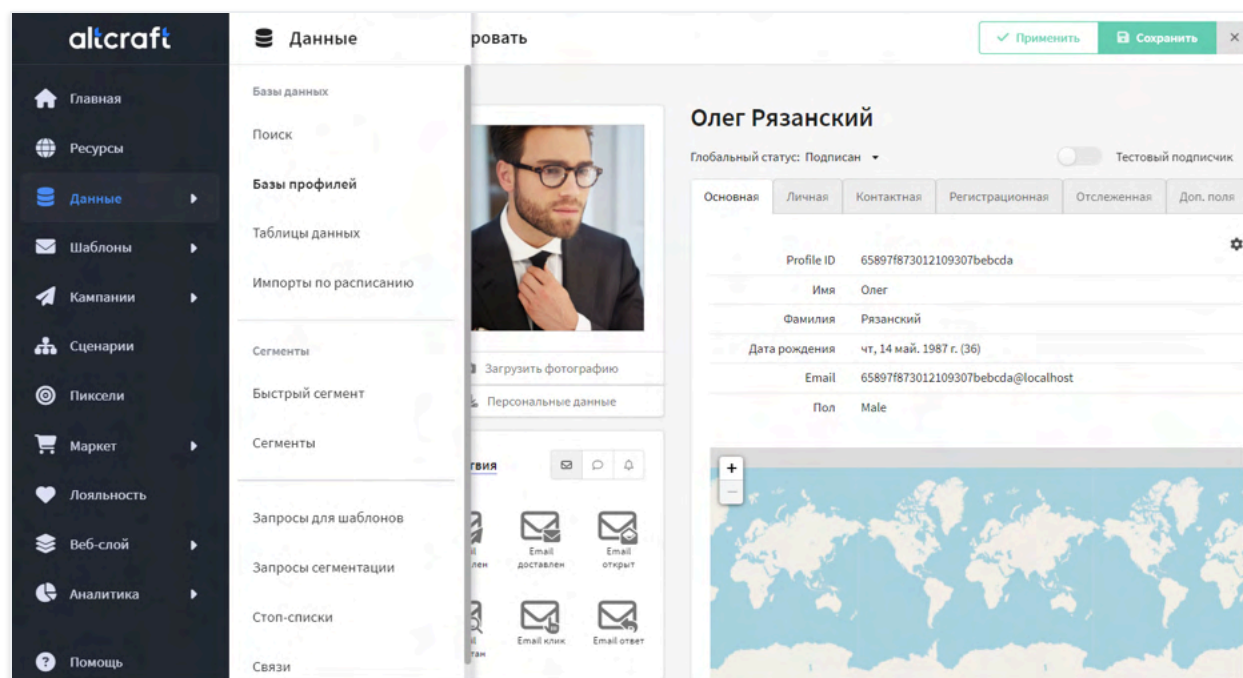 altcraft
Главная
Ресурсы
Данные
Шаблоны
Кампании
Сценарии
Пиксели
Маркет
Лояльность
Веб-слой
Аналитика
Помощь
Данные
Базы данных
Поиск
Базы профилей
Таблицы данных
Импорты по расписанию
Сегменты
Быстрый сегмент
Сегменты
Запросы для шаблонов
Запросы сегментации
Стоп-списки
Связи
ровать
Применить
Сохранить
Загрузить фотографию
Персональные данные
твия
лен
Email
доставлен
Email
открыт
тан
Email клик
Email ответ
Олег Рязанский
Глобальный статус: Подписан
Тестовый подписчик
Основная Личная Контактная Регистрационная Отслеженная Доп. поля
Profile ID 65897f873012109307bebcda
Имя Олег
Фамилия Рязанский
Дата рождения чт, 14 май. 1987 г. (36)
Email 65897f873012109307bebcda@localhost
Пол Male
+
−